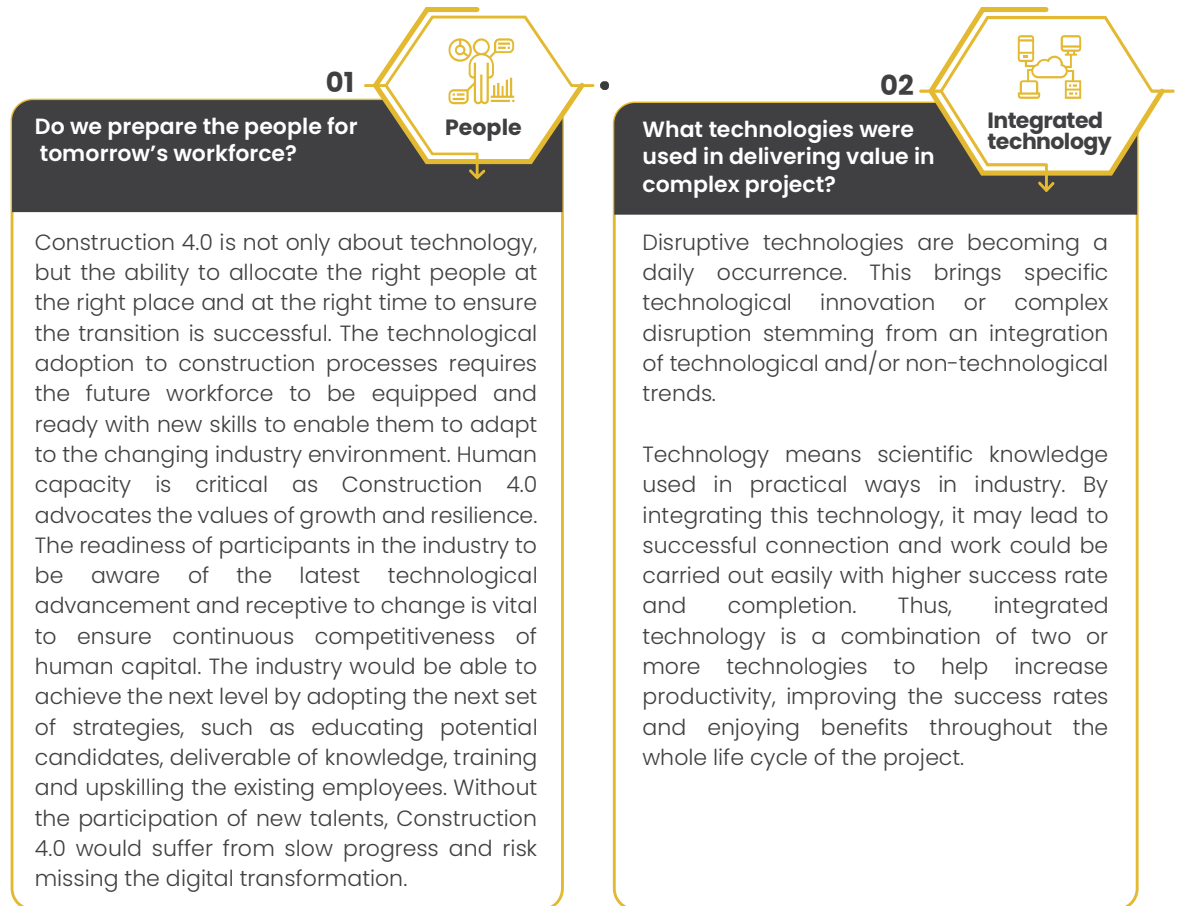 01
People
Do we prepare the people for
tomorrow’s workforce?
Construction 4.0 is not only about technology,
but the ability to allocate the right people at
the right place and at the right time to ensure
the transition is successful. The technological
adoption to construction processes requires
the future workforce to be equipped and
ready with new skills to enable them to adapt
to the changing industry environment. Human
capacity is critical as Construction 4.0
advocates the values of growth and resilience.
The readiness of participants in the industry to
be aware of the latest technological
advancement and receptive to change is vital
to ensure continuous competitiveness of
human capital. The industry would be able to
achieve the next level by adopting the next set
of strategies, such as educating potential
candidates, deliverable of knowledge, training
and upskilling the existing employees. Without
the participation of new talents, Construction
4.0 would suffer from slow progress and risk
missing the digital transformation.
02
Integrated
technology
What technologies were
used in delivering value in
complex project?
Disruptive technologies are becoming a
daily occurrence. This brings specific
technological innovation or complex
disruption stemming from an integration
of technological and/or non-technological
trends.
Technology means scientific knowledge
used in practical ways in industry. By
integrating this technology, it may lead to
successful connection and work could be
carried out easily with higher success rate
and completion. Thus, integrated
technology is a combination of two or
more technologies to help increase
productivity, improving the success rates
and enjoying benefits throughout the
whole life cycle of the project.